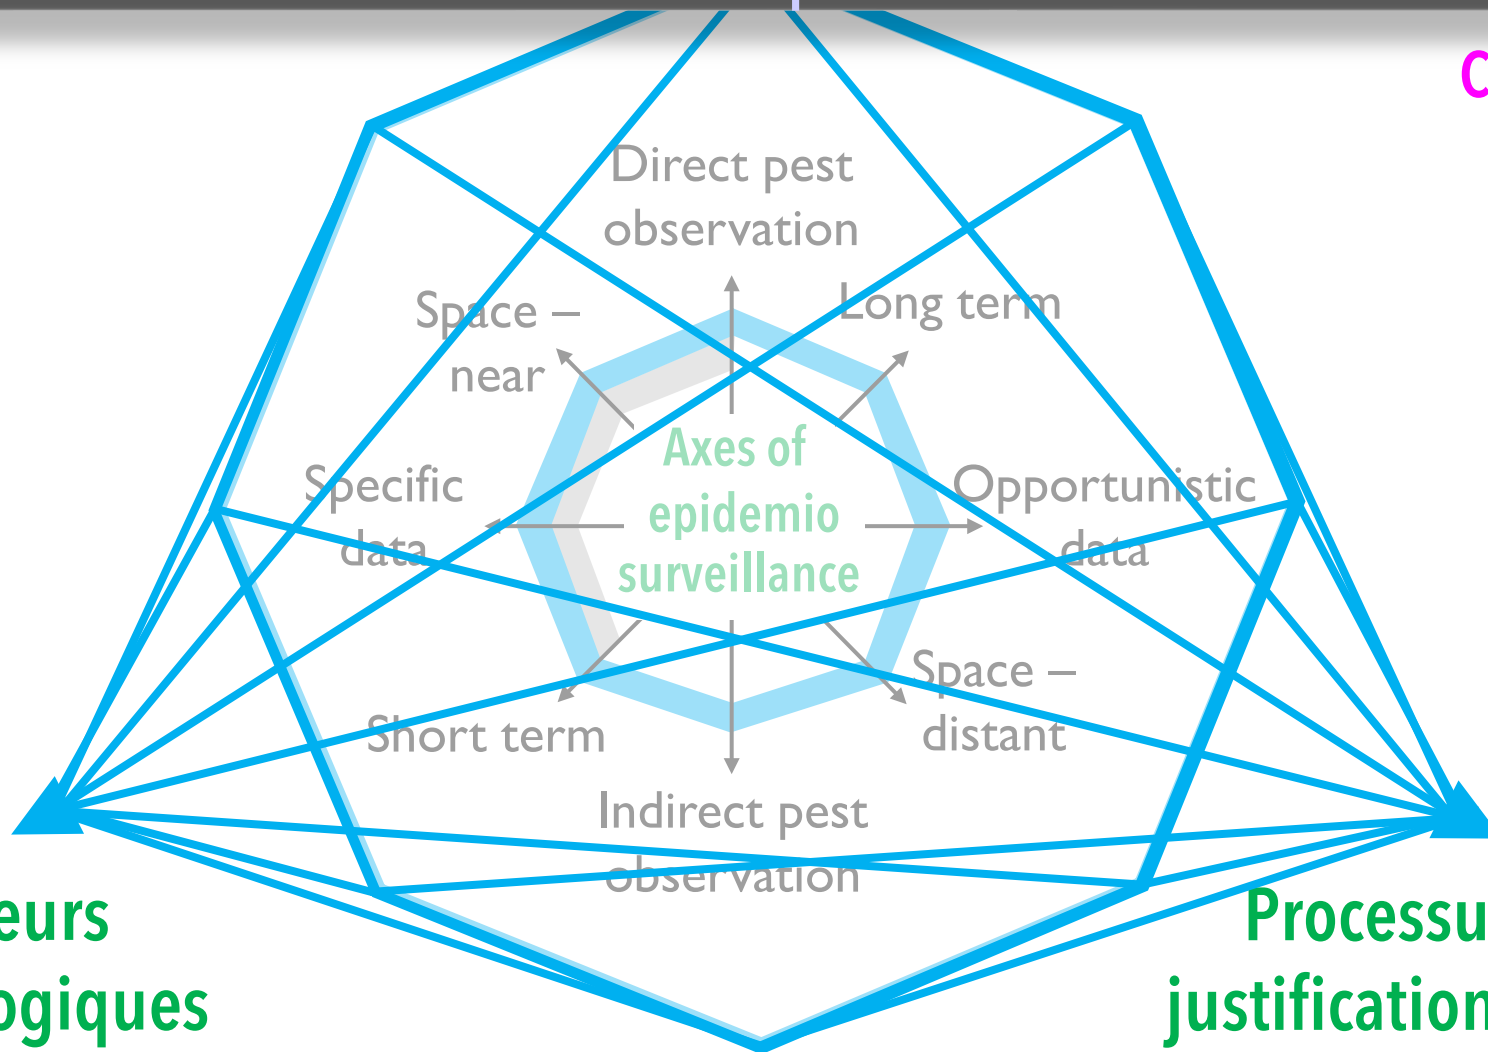 C
Direct pest
observation
Space –
near
Long term
Specific
data
Axes of
epidemio
surveillance
Opportunistic
data
Short term
Space –
distant
Indirect pest
observation
eurs
ogiques
Processu
justification